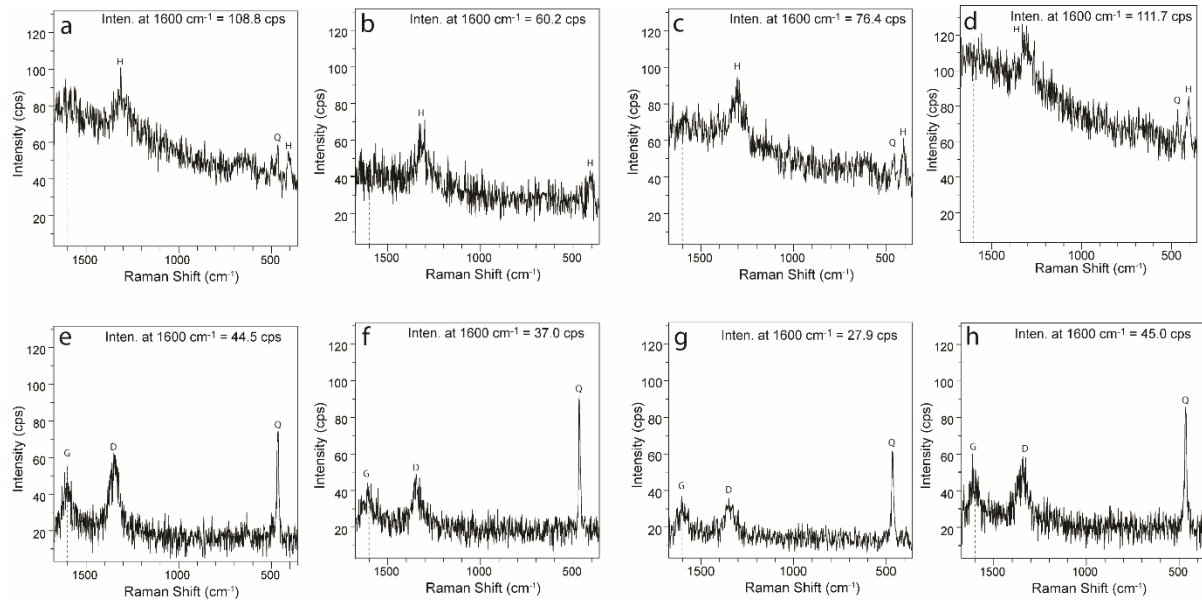 a
Inten. at 1600 cm⁻¹ = 108.8 cps
Intensity (cps)
120
100
80
60
40
20
H
Q
H
1500
1000
500
Raman Shift (cm⁻¹)
b
Inten. at 1600 cm⁻¹ = 60.2 cps
Intensity (cps)
120
100
80
60
40
20
H
H
1500
1000
500
Raman Shift (cm⁻¹)
c
Inten. at 1600 cm⁻¹ = 76.4 cps
Intensity (cps)
120
100
80
60
40
20
H
Q
H
1500
1000
500
Raman Shift (cm⁻¹)
d
Inten. at 1600 cm⁻¹ = 111.7 cps
Intensity (cps)
120
100
80
60
40
20
H
Q
H
1500
1000
500
Raman Shift (cm⁻¹)
e
Inten. at 1600 cm⁻¹ = 44.5 cps
Intensity (cps)
120
100
80
60
40
20
G
D
Q
1500
1000
500
Raman Shift (cm⁻¹)
f
Inten. at 1600 cm⁻¹ = 37.0 cps
Intensity (cps)
120
100
80
60
40
20
G
D
Q
1500
1000
500
Raman Shift (cm⁻¹)
g
Inten. at 1600 cm⁻¹ = 27.9 cps
Intensity (cps)
120
100
80
60
40
20
G
D
Q
1500
1000
500
Raman Shift (cm⁻¹)
h
Inten. at 1600 cm⁻¹ = 45.0 cps
Intensity (cps)
120
100
80
60
40
20
G
D
Q
1500
1000
500
Raman Shift (cm⁻¹)